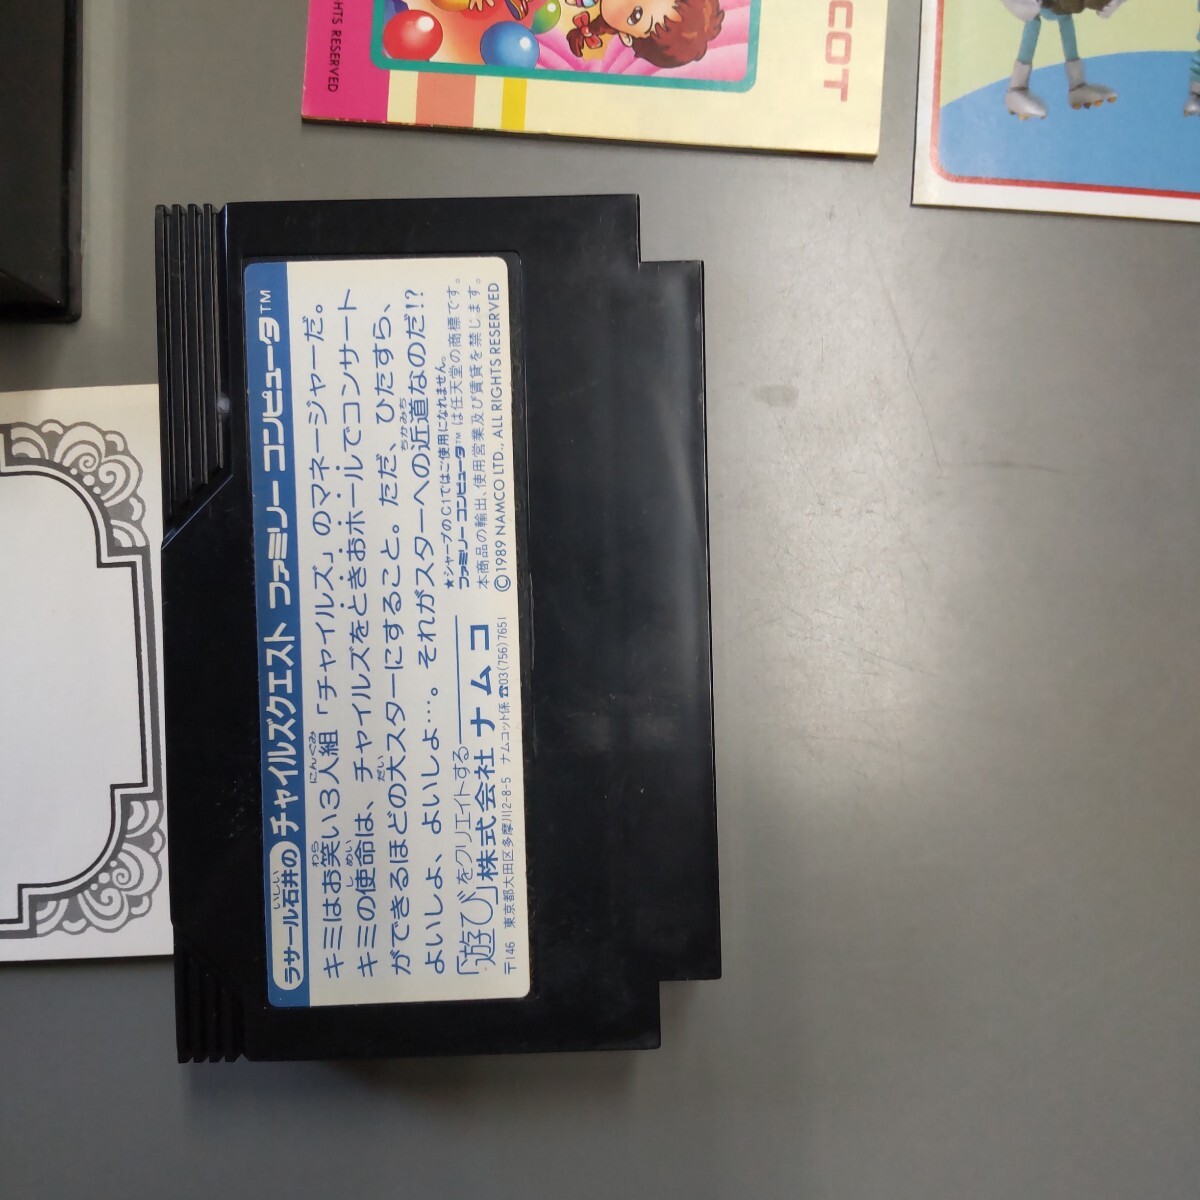 HTS RESERVED
COT
ラサール石井のチャイルズクエスト ファミリーコンピュータ™
キミはお笑い3人組「チャイルズ」のマネージャーだ。
キミの使命は、チャイルズをときおホールでコンサート
ができるほどの大スターにすること。ただ、ひたすら、
よいしょ、よいしょ…。それがスターへの近道なのだ!?
「遊び」をクリエイトする
株式会社ナムコ
〒146 東京都大田区多摩川2-8-5 ナムコット係 ☎03(756)7651
★シャープのC1ではご使用になれません。
ファミリーコンピュータ™は任天堂の商標です。
本商品の輸出、使用営業及び賃貸を禁じます。
©1989 NAMCO LTD., ALL RIGHTS RESERVED